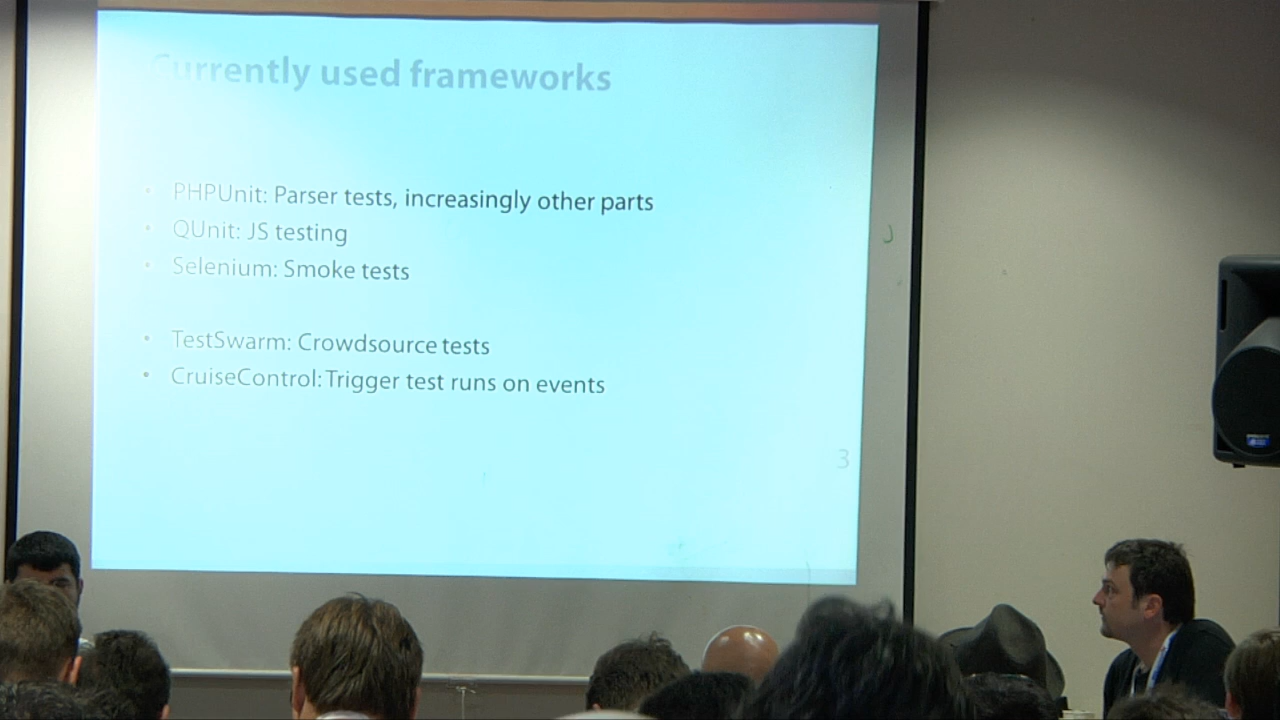 Currently used frameworks
• PHPUnit: Parser tests, increasingly other parts
• QUnit: JS testing
• Selenium: Smoke tests
• TestSwarm: Crowdsource tests
• CruiseControl: Trigger test runs on events
3